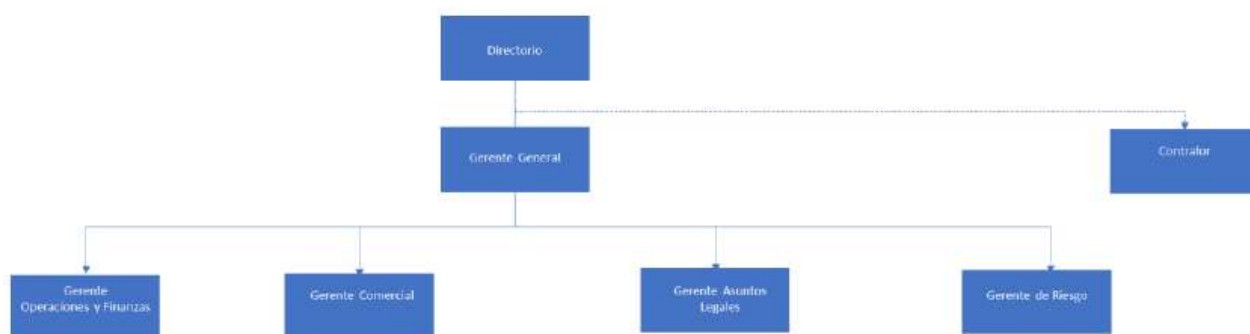 Directorio
Gerente General
Contralor
Gerente
Operaciones y Finanzas
Gerente Comercial
Gerente Asuntos
Legales
Gerente de Riesgo